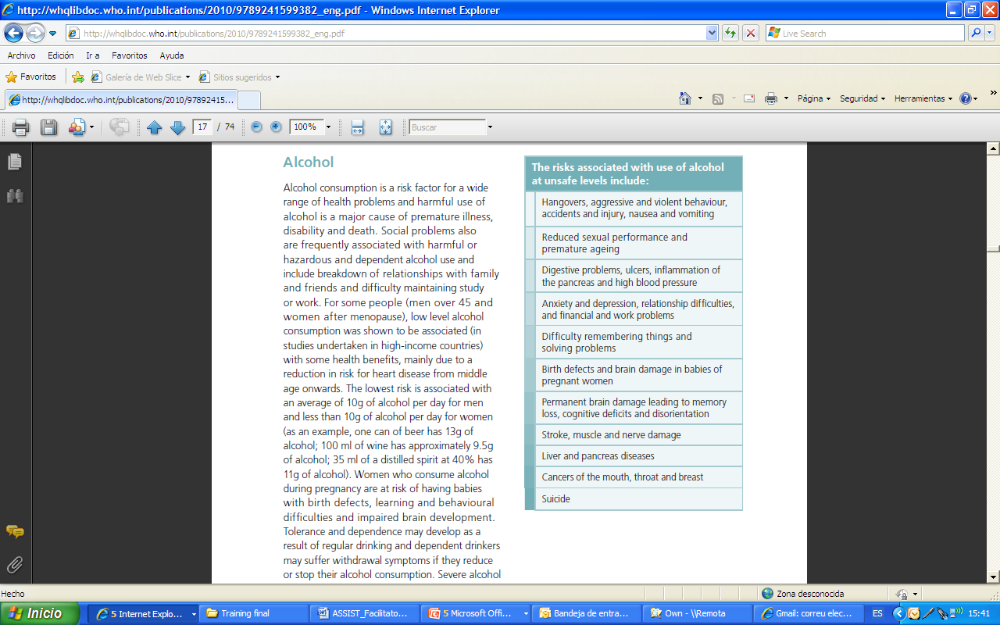 http://whqlibdoc.who.int/publications/2010/9789241599382_eng.pdf - Windows Internet Explorer
http://whqlibdoc.who.int/publications/2010/9789241599382_eng.pdf
Live Search
Archivo Edición Ir a Favoritos Ayuda
Favoritos Galería de Web Slice Sitios sugeridos
http://whqlibdoc.who.int/publications/2010/97892415...
Página Seguridad Herramientas
17 / 74 100% Buscar
Alcohol
Alcohol consumption is a risk factor for a wide
range of health problems and harmful use of
alcohol is a major cause of premature illness,
disability and death. Social problems also
are frequently associated with harmful or
hazardous and dependent alcohol use and
include breakdown of relationships with family
and friends and difficulty maintaining study
or work. For some people (men over 45 and
women after menopause), low level alcohol
consumption was shown to be associated (in
studies undertaken in high-income countries)
with some health benefits, mainly due to a
reduction in risk for heart disease from middle
age onwards. The lowest risk is associated with
an average of 10g of alcohol per day for men
and less than 10g of alcohol per day for women
(as an example, one can of beer has 13g of
alcohol; 100 ml of wine has approximately 9.5g
of alcohol; 35 ml of a distilled spirit at 40% has
11g of alcohol). Women who consume alcohol
during pregnancy are at risk of having babies
with birth defects, learning and behavioural
difficulties and impaired brain development.
Tolerance and dependence may develop as a
result of regular drinking and dependent drinkers
may suffer withdrawal symptoms if they reduce
or stop their alcohol consumption. Severe alcohol
The risks associated with use of alcohol
at unsafe levels include:
Hangovers, aggressive and violent behaviour,
accidents and injury, nausea and vomiting
Reduced sexual performance and
premature ageing
Digestive problems, ulcers, inflammation of
the pancreas and high blood pressure
Anxiety and depression, relationship difficulties,
and financial and work problems
Difficulty remembering things and
solving problems
Birth defects and brain damage in babies of
pregnant women
Permanent brain damage leading to memory
loss, cognitive deficits and disorientation
Stroke, muscle and nerve damage
Liver and pancreas diseases
Cancers of the mouth, throat and breast
Suicide
Hecho Zona desconocida
Inicio 5 Internet Explo... Training final ASSIST_Facilitato... 5 Microsoft Offi... Bandeja de entra... Own - \\Remota Gmail: correu elec... ES 15:41